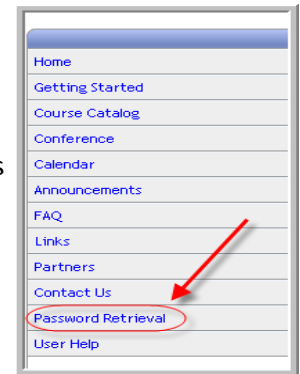 Home
Getting Started
Course Catalog
Conference
Calendar
s
Announcements
FAQ
Links
Partners
Contact Us
Password Retrieval
User Help